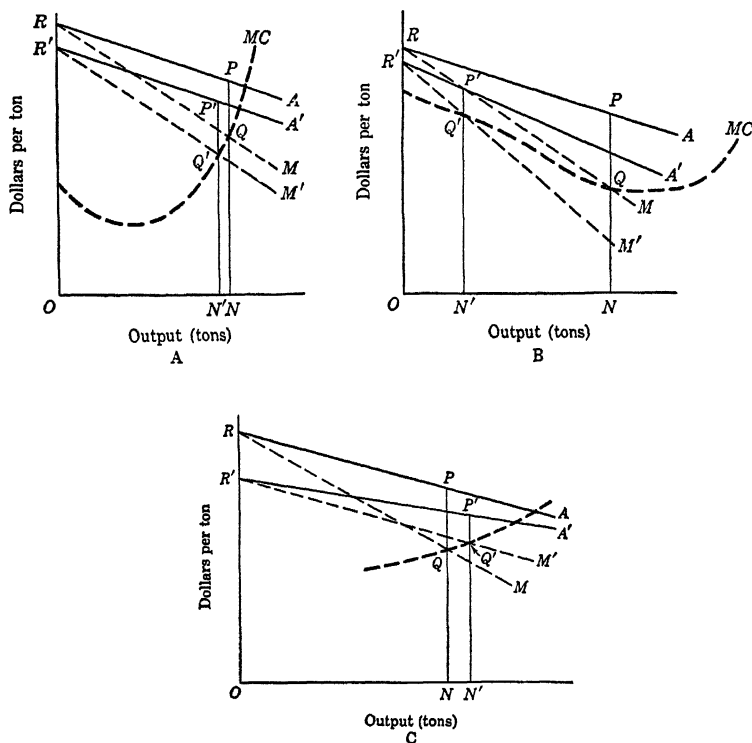 R
R'
MC
P
P'
A
A'
Q
Q'
M
M'
Dollars per ton
O
N'
N
Output (tons)
A
R
R'
P'
P
MC
A
Q'
A'
Q
M
M'
Dollars per ton
O
N'
N
Output (tons)
B
R
R'
P
P'
A
A'
M'
Q
Q'
M
Dollars per ton
O
N
N'
Output (tons)
C